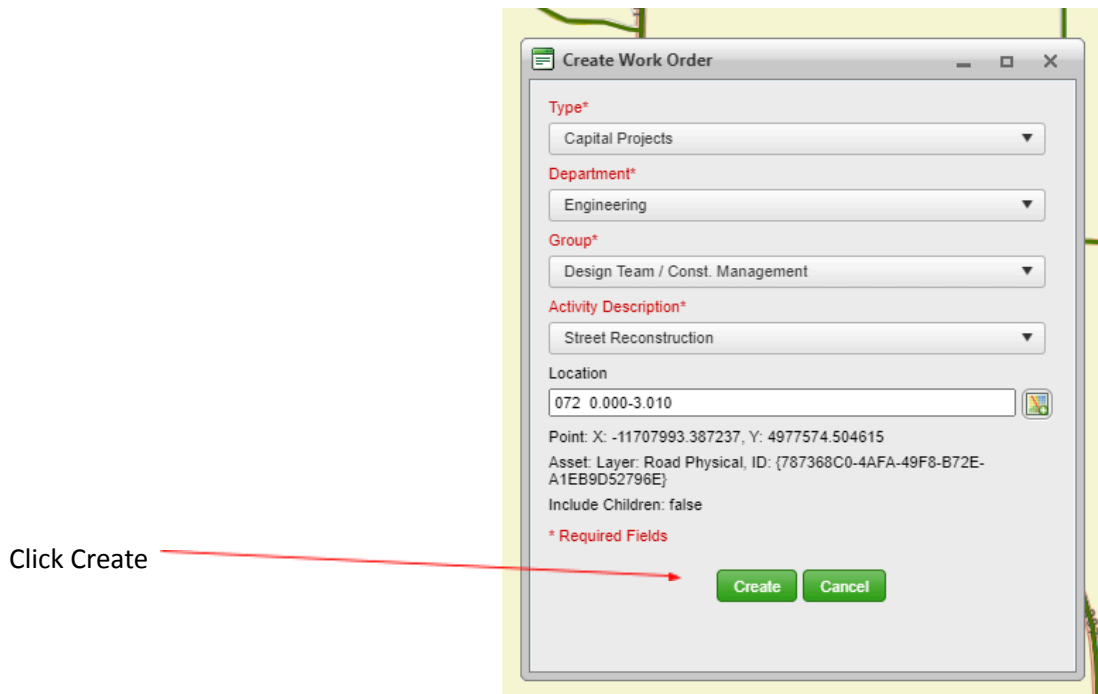 Create Work Order
Type*
Capital Projects
Department*
Engineering
Group*
Design Team / Const. Management
Activity Description*
Street Reconstruction
Location
072  0.000-3.010
Point: X: -11707993.387237, Y: 4977574.504615
Asset: Layer: Road Physical, ID: {787368C0-4AFA-49F8-B72E-
A1EB9D52796E}
Include Children: false
* Required Fields
Click Create
Create Cancel